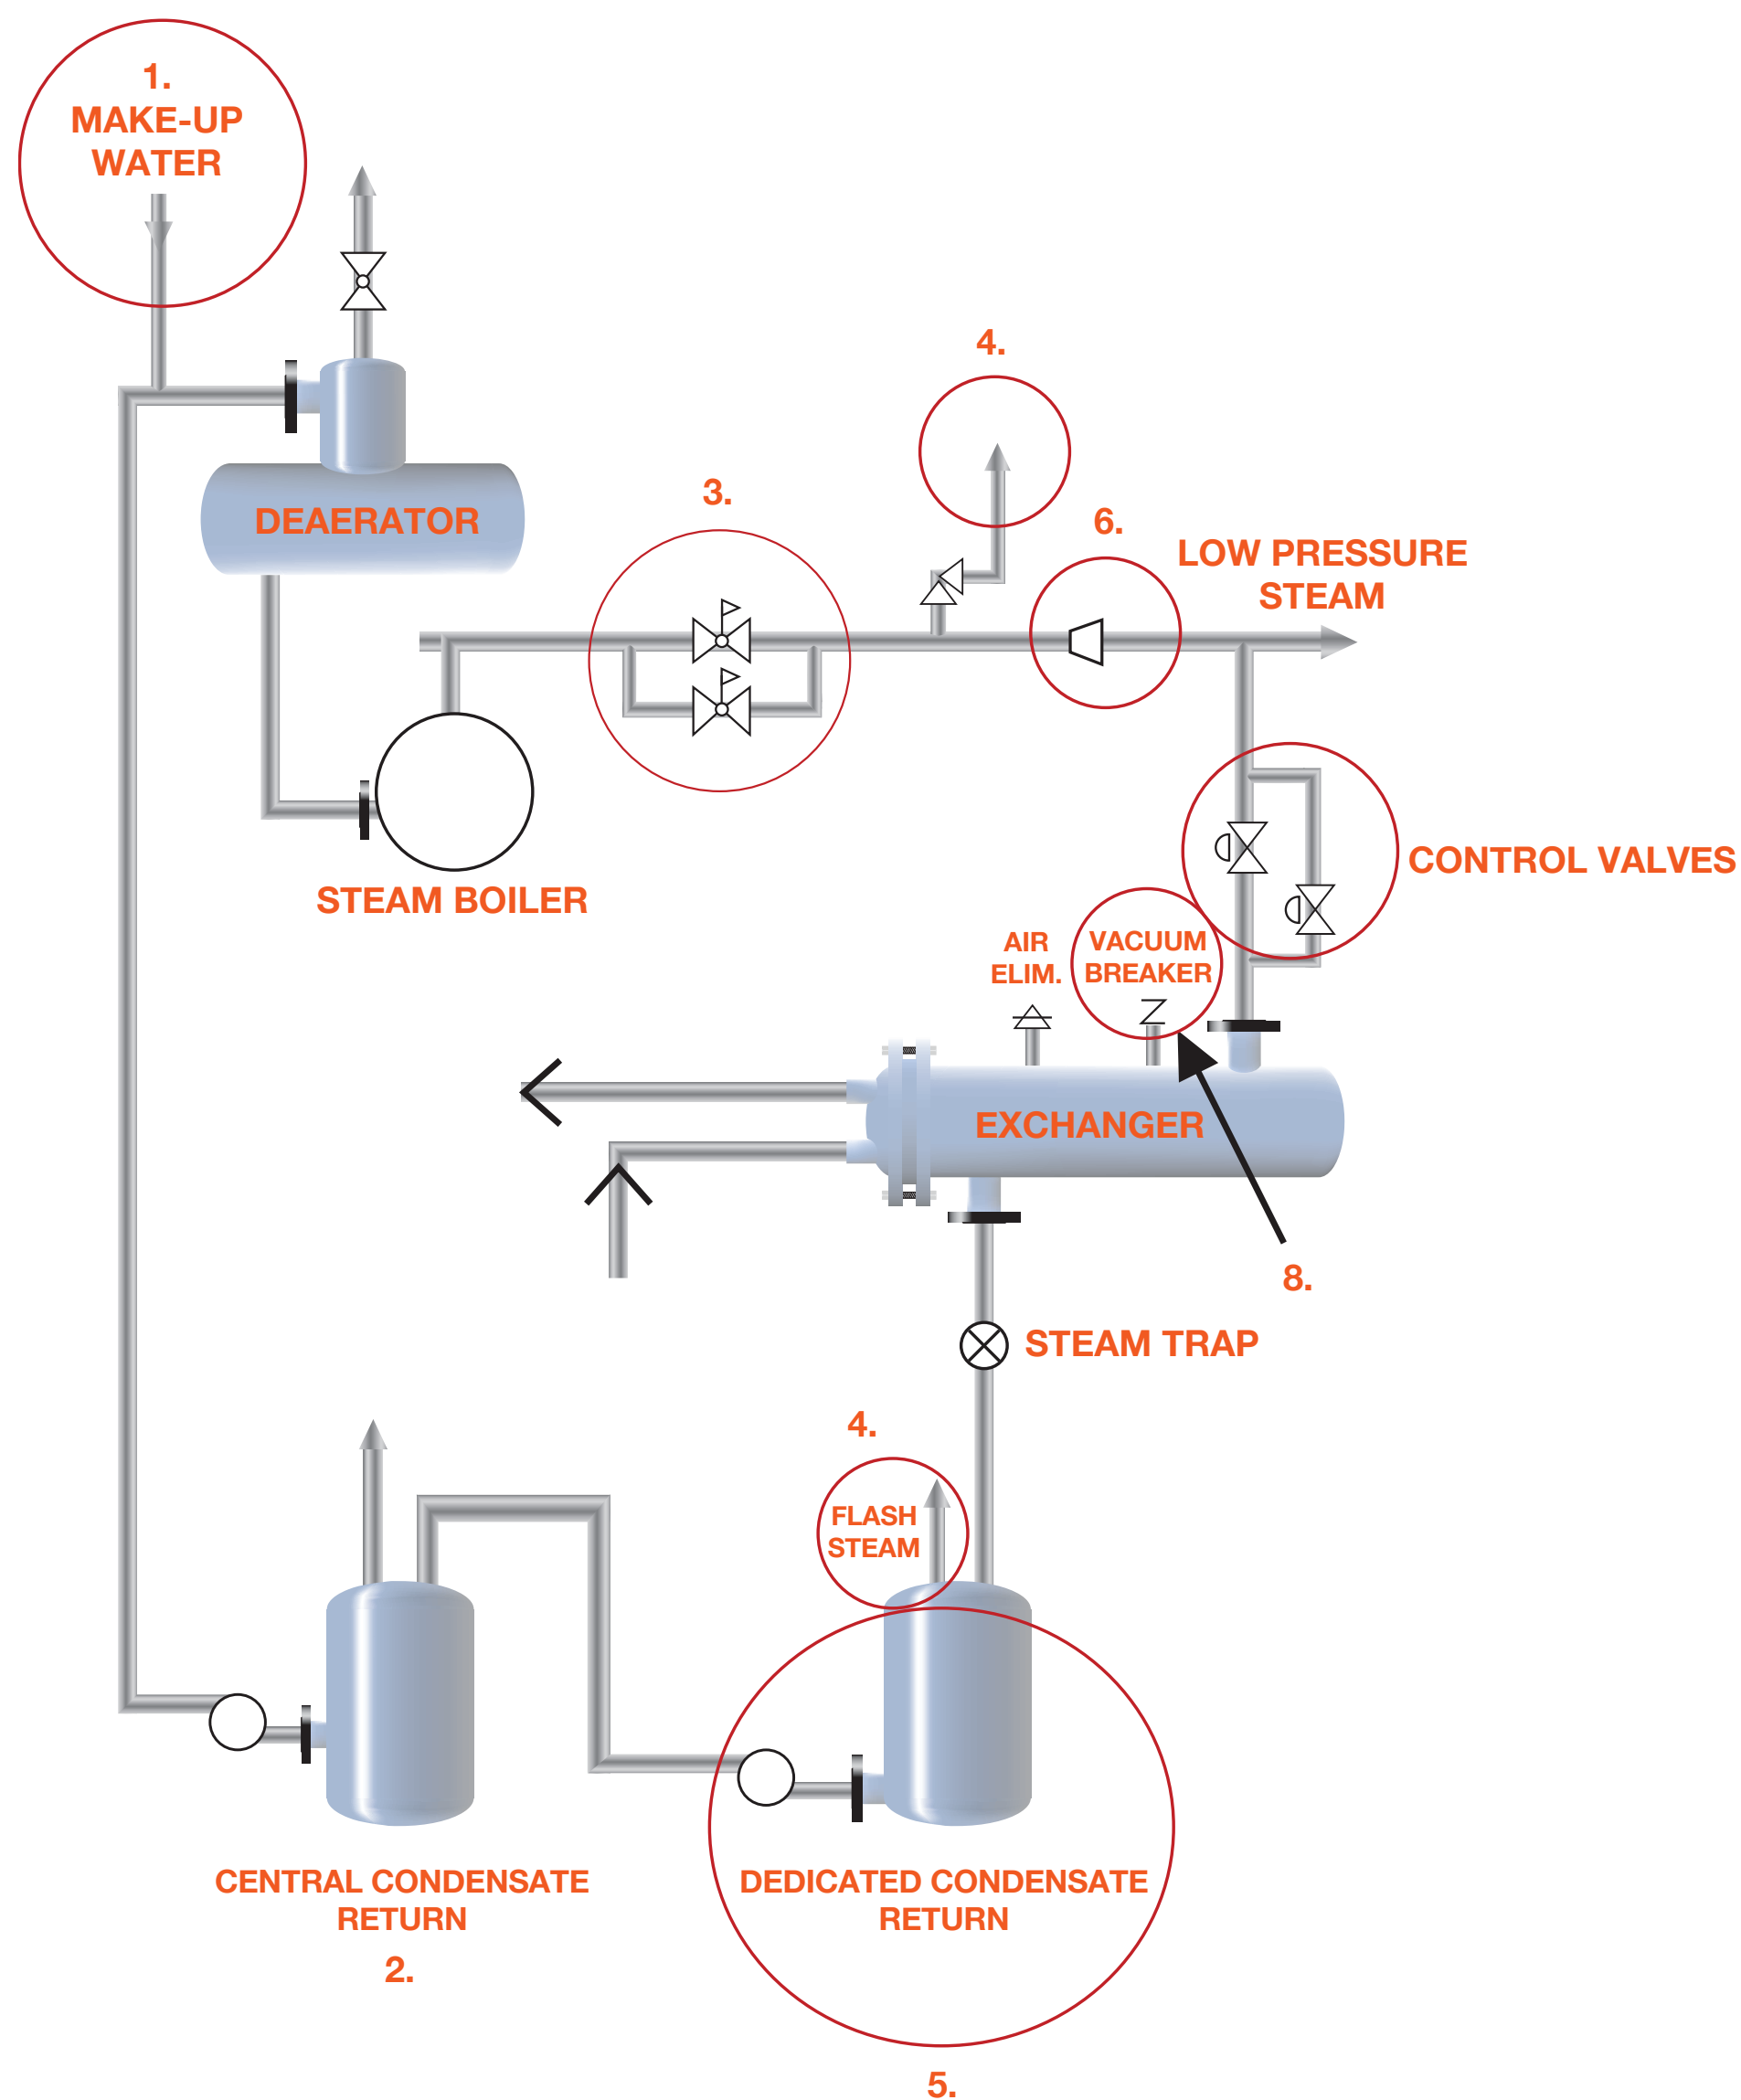 1.
MAKE-UP
WATER
4.
3.
6.
LOW PRESSURE
STEAM
DEAERATOR
CONTROL VALVES
STEAM BOILER
AIR
ELIM.
VACUUM
BREAKER
EXCHANGER
8.
STEAM TRAP
4.
FLASH
STEAM
CENTRAL CONDENSATE
RETURN
2.
DEDICATED CONDENSATE
RETURN
5.